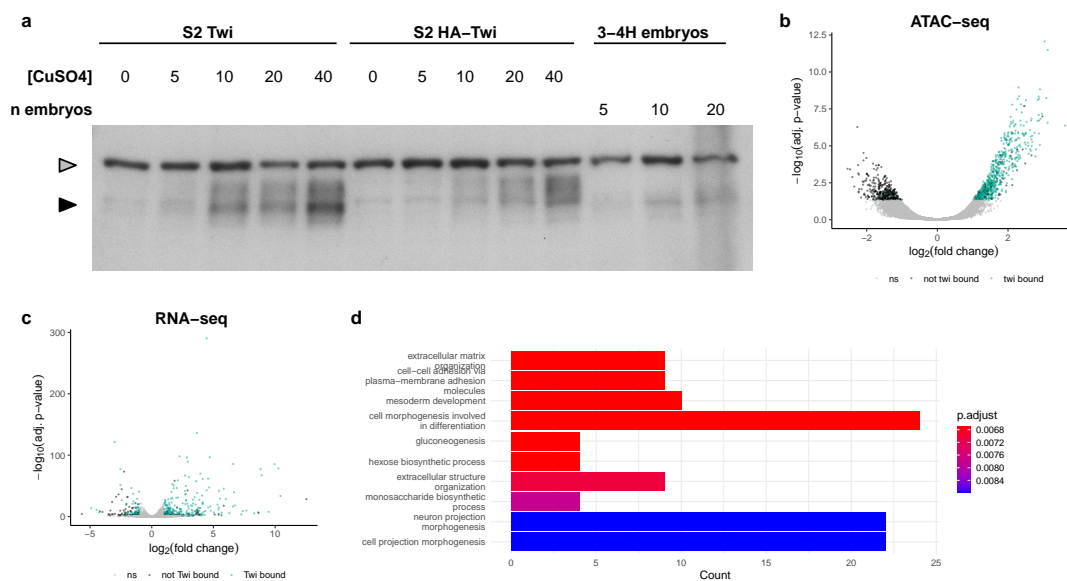 a
S2 Twi
S2 HA−Twi
3−4H embryos
[CuSO4]
0 5 10 20 40 0 5 10 20 40
n embryos
5 10 20
b
ATAC−seq
12.5
10.0
7.5
5.0
2.5
0.0
−log10(adj. p−value)
−2 0 2
log2(fold change)
ns not twi bound twi bound
c
RNA−seq
300
200
100
0
−log10(adj. p−value)
−5 0 5 10
log2(fold change)
ns not Twi bound Twi bound
d
extracellular matrix
organization
cell−cell adhesion via
plasma−membrane adhesion
molecules
mesoderm development
cell morphogenesis involved
in differentiation
gluconeogenesis
hexose biosynthetic process
extracellular structure
organization
monosaccharide biosynthetic
process
neuron projection
morphogenesis
cell projection morphogenesis
0 5 10 15 20 25
Count
p.adjust
0.0068
0.0072
0.0076
0.0080
0.0084